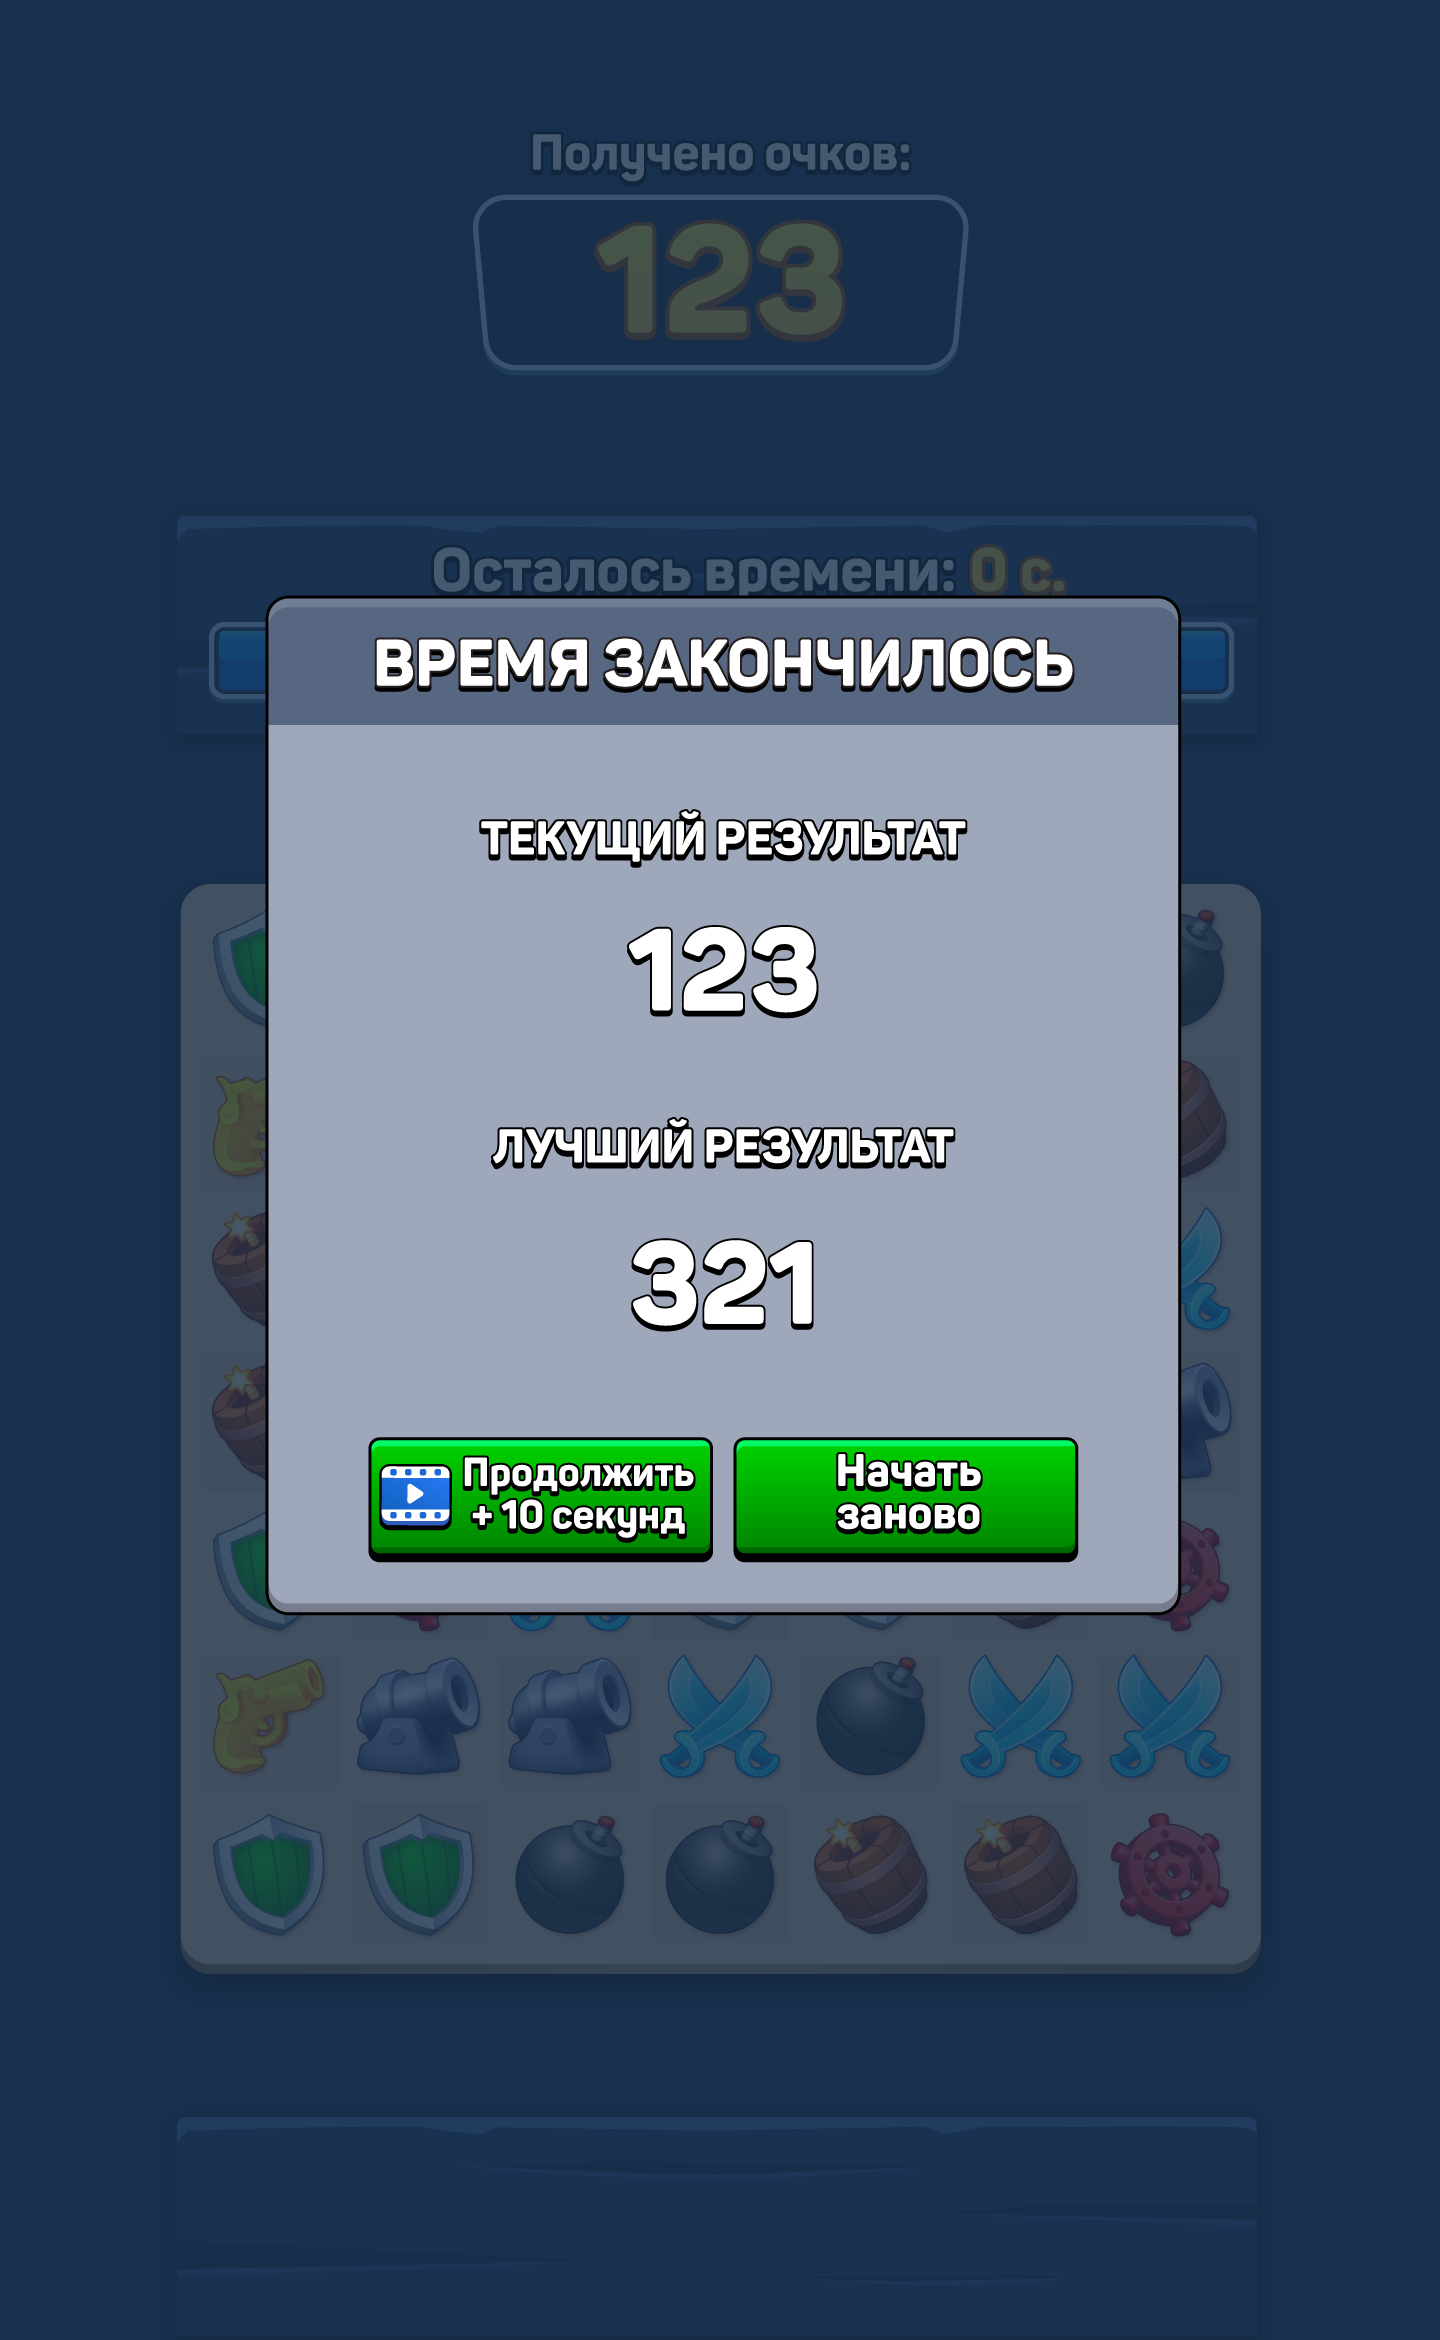 Получено очков:
123
Осталось времени: 0 с.
ВРЕМЯ ЗАКОНЧИЛОСЬ
ТЕКУЩИЙ РЕЗУЛЬТАТ
123
ЛУЧШИЙ РЕЗУЛЬТАТ
321
Продолжить
+ 10 секунд
Начать
заново